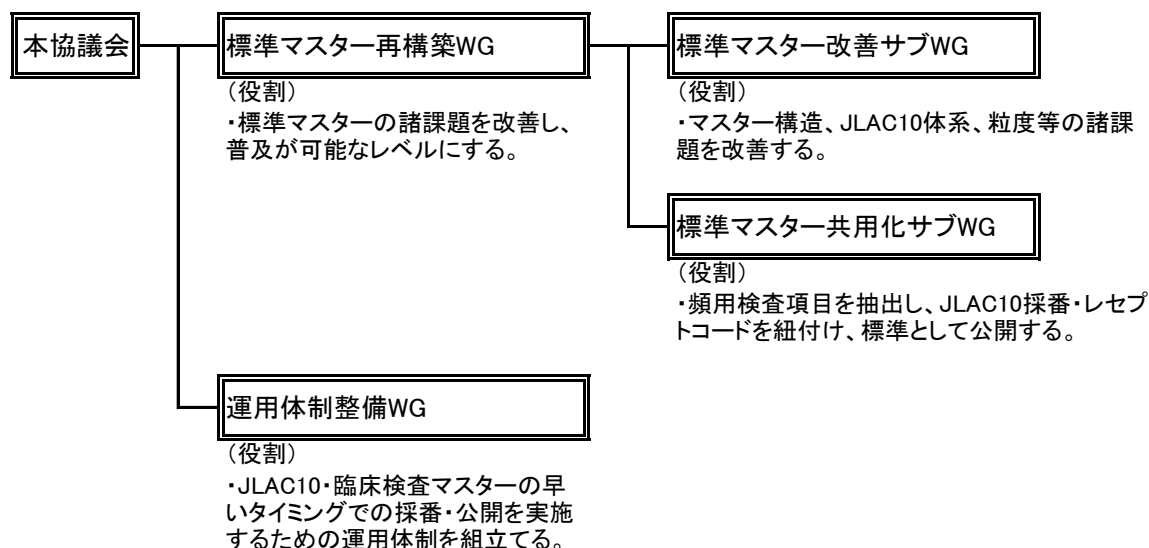 本協議会
標準マスター再構築WG
（役割）
・標準マスターの諸課題を改善し、
普及が可能なレベルにする。
標準マスター改善サブWG
（役割）
・マスター構造、JLAC10体系、粒度等の諸課
題を改善する。
標準マスター共用化サブWG
（役割）
・頻用検査項目を抽出し、JLAC10採番・レセプ
トコードを紐付け、標準として公開する。
運用体制整備WG
（役割）
・JLAC10・臨床検査マスターの早
いタイミングでの採番・公開を実施
するための運用体制を組立てる。